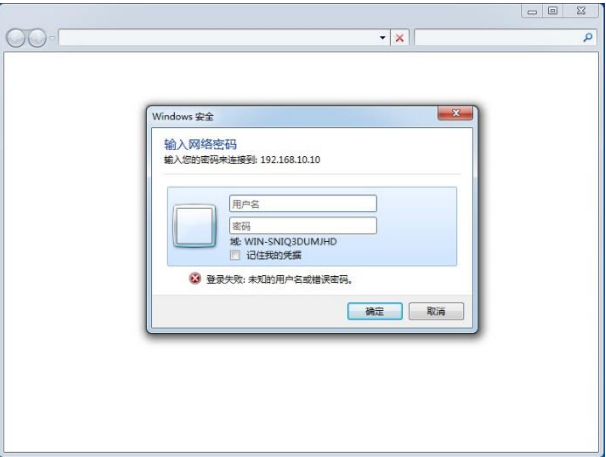 Windows 安全
输入网络密码
输入您的密码来连接到: 192.168.10.10
用户名
密码
域: WIN-SNIQ3DUMJHD
记住我的凭据
登录失败: 未知的用户名或错误密码。
确定
取消